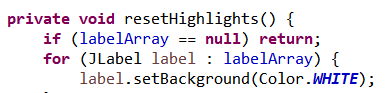 private void resetHighlights() {
    if (labelArray == null) return;
    for (JLabel label : labelArray) {
        label.setBackground(Color.WHITE);